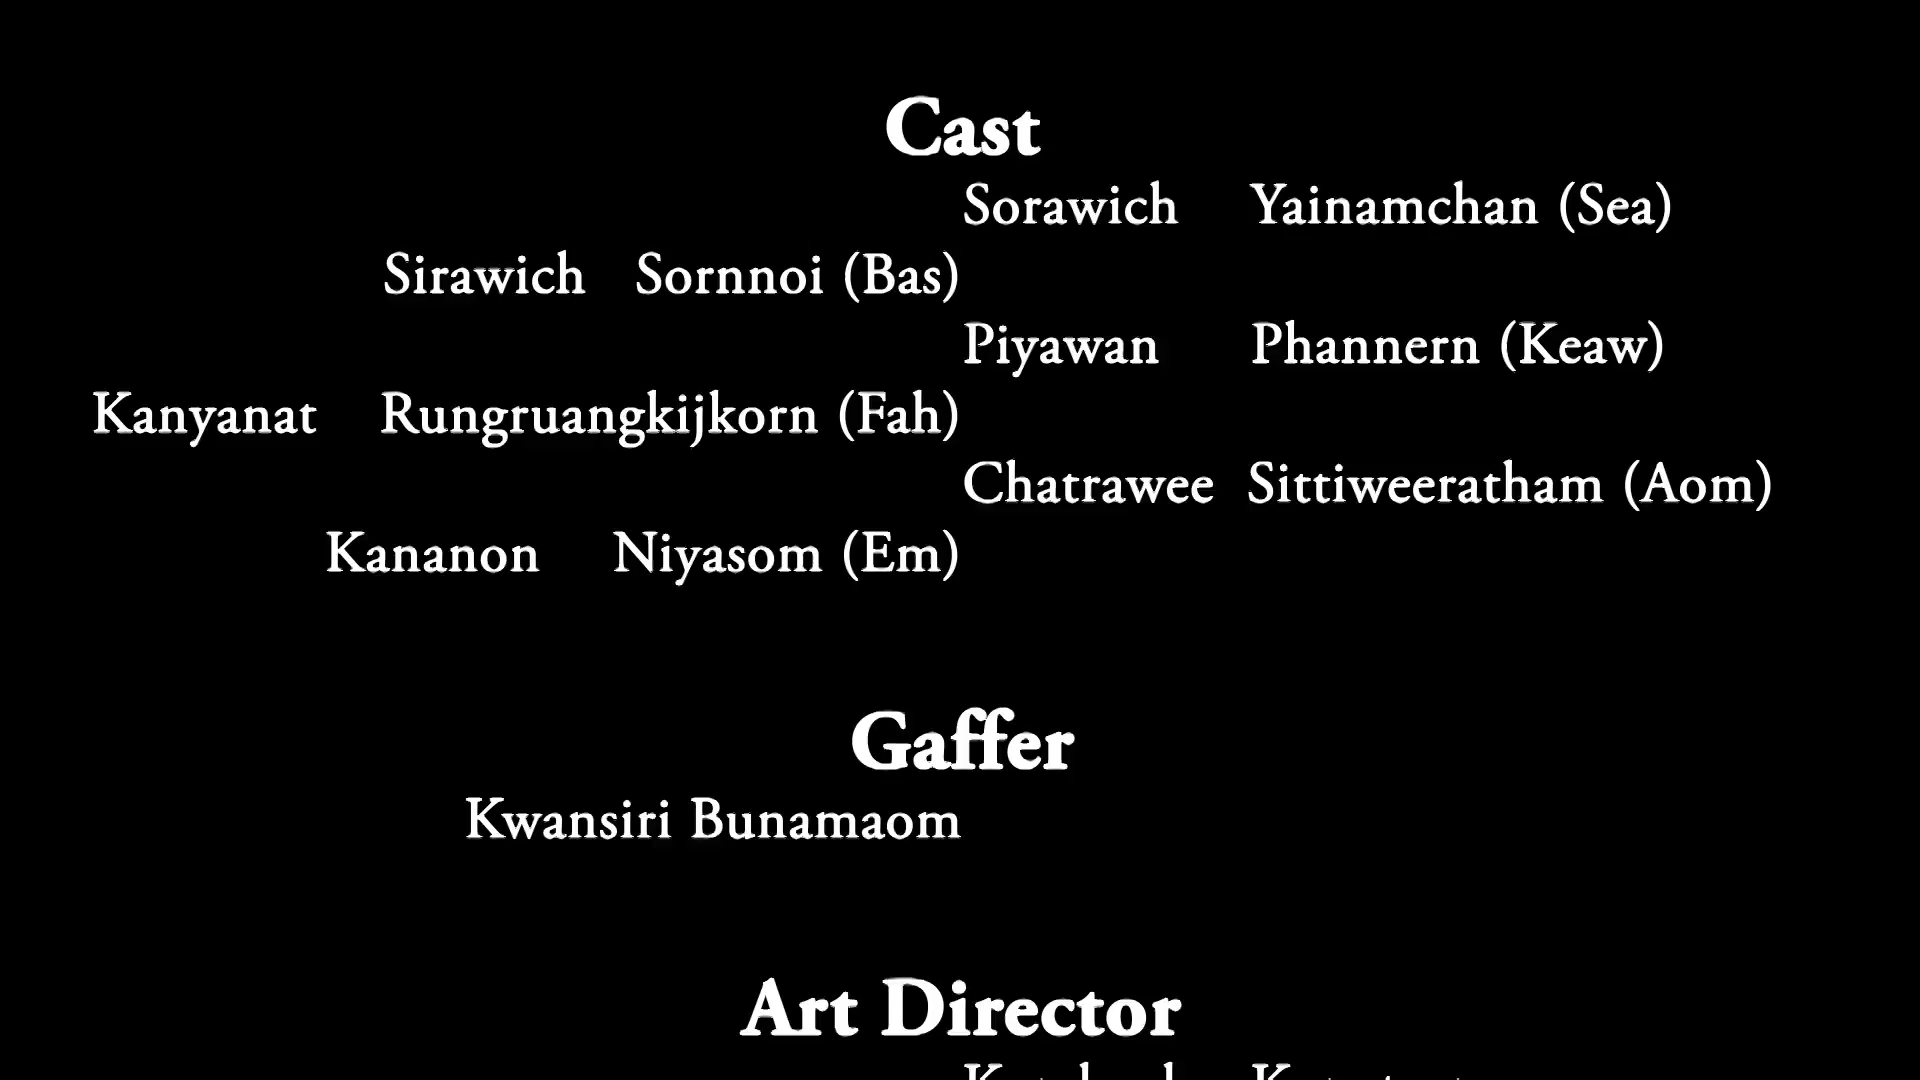 Cast
Sorawich Yainamchan (Sea)
Sirawich Sornnoi (Bas)
Piyawan Phannern (Keaw)
Kanyanat Rungruangkijkorn (Fah)
Chatrawee Sittiweeratham (Aom)
Kananon Niyasom (Em)
Gaffer
Kwansiri Bunamaom
Art Director